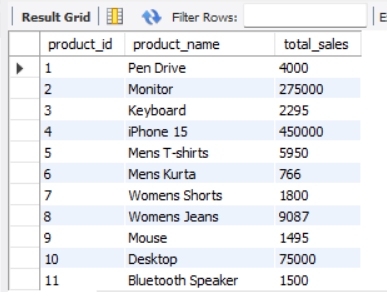 Result Grid Filter Rows: E
product_id product_name total_sales
1 Pen Drive 4000
2 Monitor 275000
3 Keyboard 2295
4 iPhone 15 450000
5 Mens T-shirts 5950
6 Mens Kurta 766
7 Womens Shorts 1800
8 Womens Jeans 9087
9 Mouse 1495
10 Desktop 75000
11 Bluetooth Speaker 1500